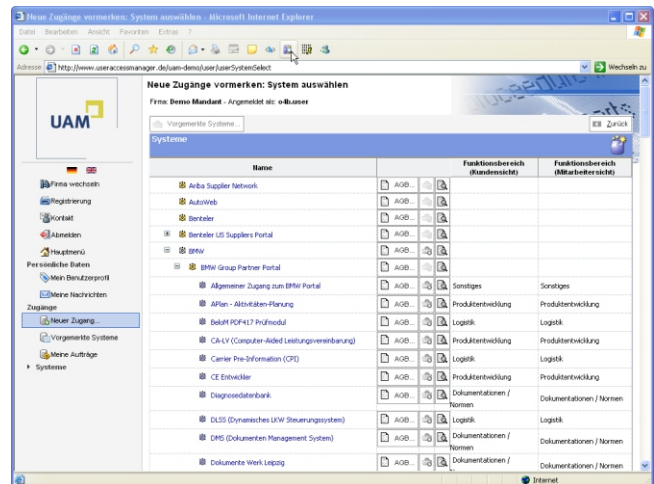 Neue Zugänge vormerken: System auswählen - Microsoft Internet Explorer
Datei Bearbeiten Ansicht Favoriten Extras ?
Adresse http://www.useraccessmanager.de/uam-demo/user/userSystemSelect Wechseln zu
UAM
Firma wechseln
Registrierung
Kontakt
Abmelden
Hauptmenü
Persönliche Daten
Mein Benutzerprofil
Meine Nachrichten
Zugänge
Neuer Zugang...
Vorgemerkte Systeme
Meine Aufträge
Systeme
Neue Zugänge vormerken: System auswählen
Firma: Demo Mandant - Angemeldet als: o4b.user
Vorgemerkte Systeme... Zurück
Systeme
Name Funktionsbereich (Kundensicht) Funktionsbereich (Mitarbeitersicht)
Ariba Supplier Network AGB...
AutoWeb AGB...
Benteler AGB...
Benteler US Suppliers Portal AGB...
BMW AGB...
BMW Group Partner Portal AGB...
Allgemeiner Zugang zum BMW Portal AGB... Sonstiges Sonstiges
APlan - Aktivitäten-Planung AGB... Produktentwicklung Produktentwicklung
BeloM PDF417 Prüfmodul AGB... Logistik Logistik
CA-LV (Computer-Aided Leistungsvereinbarung) AGB... Produktentwicklung Produktentwicklung
Carrier Pre-Information (CPI) AGB... Logistik Logistik
CE Entwickler AGB... Produktentwicklung Produktentwicklung
Diagnosedatenbank AGB... Dokumentationen / Normen Dokumentationen / Normen
DLSS (Dynamisches LKW Steuerungssystem) AGB... Logistik Logistik
DMS (Dokumenten Management System) AGB... Dokumentationen / Normen Dokumentationen / Normen
Dokumente Werk Leipzig AGB... Dokumentationen / Dokumentationen / Normen
Internet